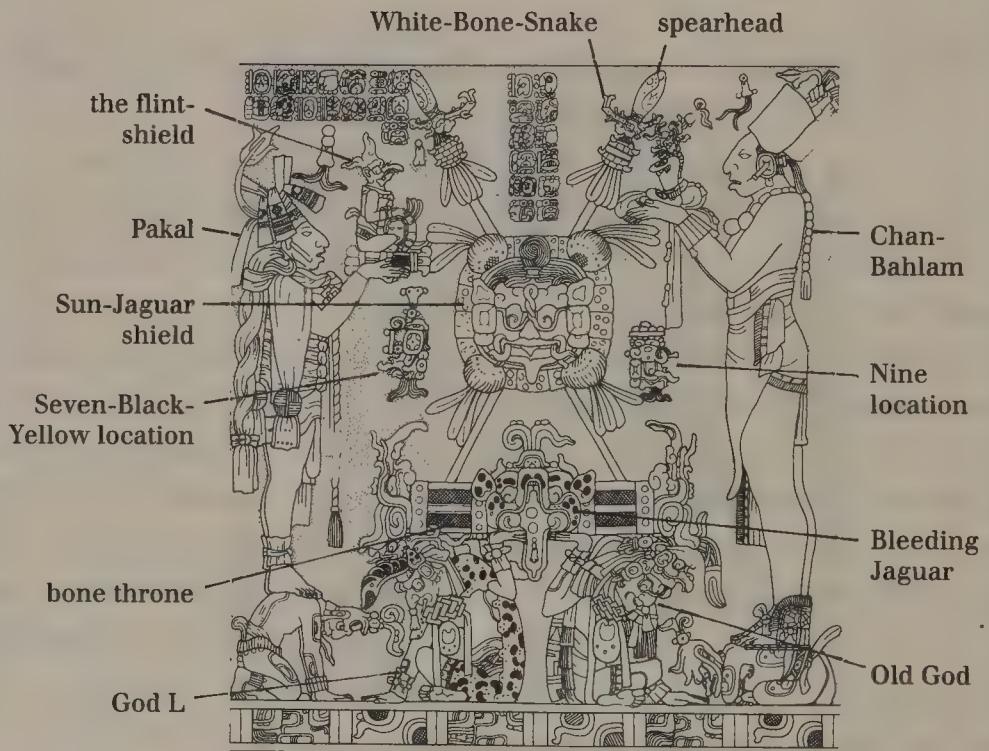 White-Bone-Snake
spearhead
the flint-
shield
Pakal
Chan-
Bahlam
Sun-Jaguar
shield
Seven-Black-
Yellow location
Nine
location
bone throne
Bleeding
Jaguar
God L
Old God